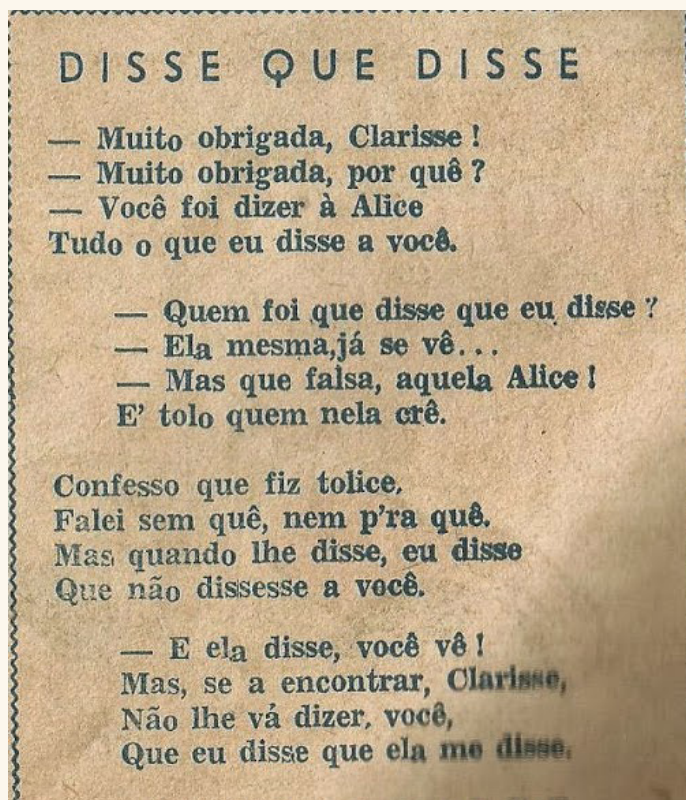 DISSE QUE DISSE
— Muito obrigada, Clarisse!
— Muito obrigada, por quê?
— Você foi dizer à Alice
Tudo o que eu disse a você.
— Quem foi que disse que eu disse?
— Ela mesma,já se vê...
— Mas que falsa, aquela Alice!
E' tolo quem nela crê.
Confesso que fiz tolice.
Falei sem quê, nem p'ra quê.
Mas quando lhe disse, eu disse
Que não dissesse a você.
— E ela disse, você vê!
Mas, se a encontrar, Clarisse,
Não lhe vá dizer, você,
Que eu disse que ela me disse.